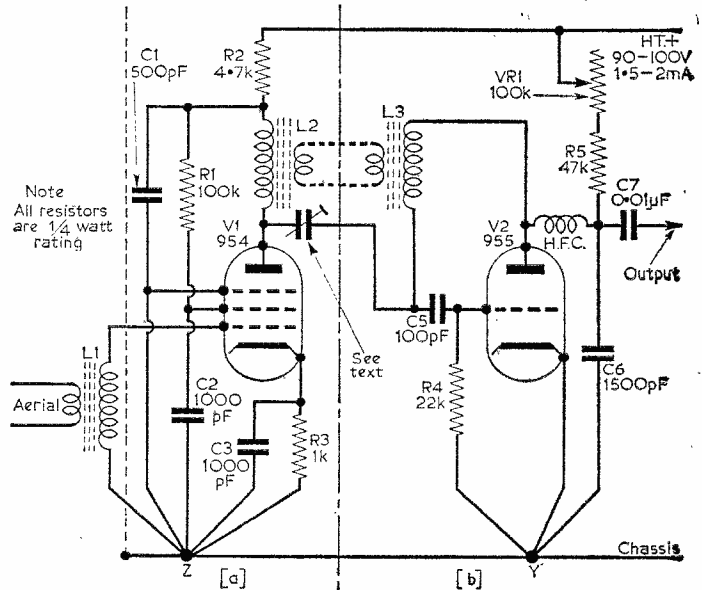 C1
500pF
R2
4·7k
HT.+
90-100V
1·5-2mA
VR1
100k
L2
L3
R1
100k
R5
47k
C7
0·01μF
Note
All resistors
are 1/4 watt
rating
V1
954
V2
955
H.F.C.
Output
L1
C5
100pF
See
text
Aerial
C2
1000
pF
C3
1000
pF
R3
1k
R4
22k
C6
1500pF
Z
[a]
[b]
Y
Chassis